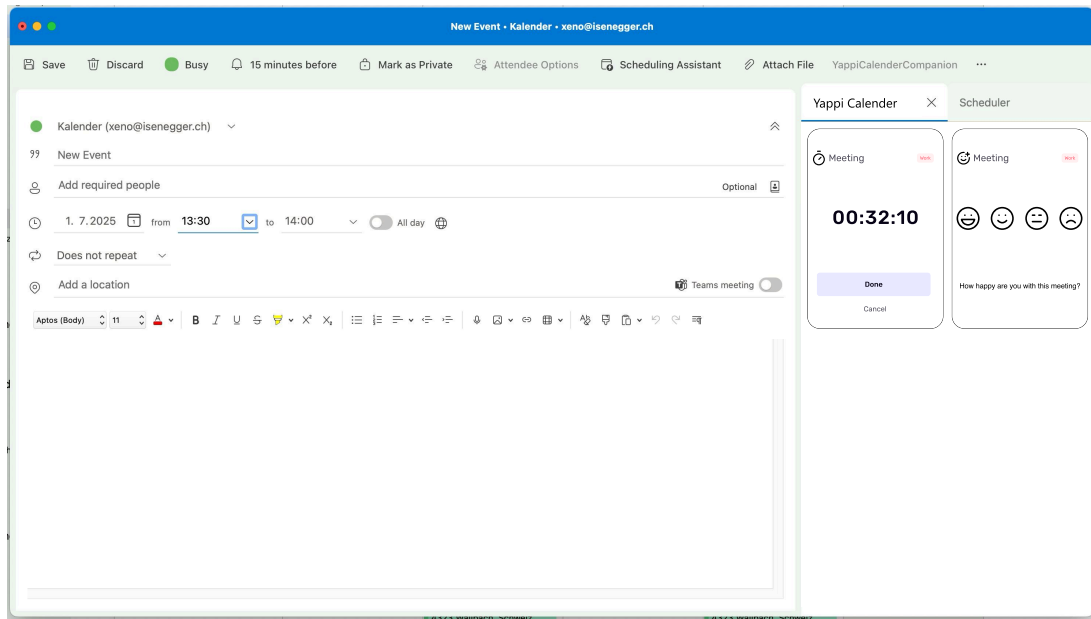 New Event • Kalender • xeno@isenegger.ch
Save Discard Busy 15 minutes before Mark as Private Attendee Options Scheduling Assistant Attach File YappiCalenderCompanion ···
Yappi Calender Scheduler
Kalender (xeno@isenegger.ch)
New Event
Add required people Optional
1. 7.2025 from 13:30 to 14:00 All day
Does not repeat
Add a location Teams meeting
Aptos (Body) 11
Meeting Work
00:32:10
Done
Cancel
Meeting Work
How happy are you with this meeting?